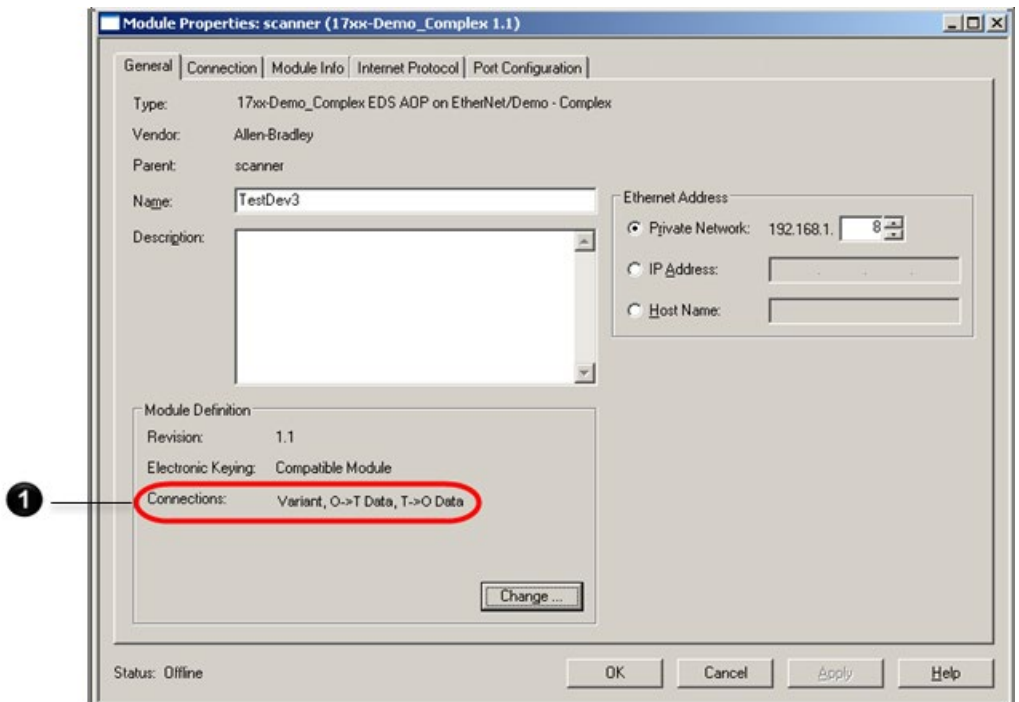 Module Properties: scanner (17xx-Demo_Complex 1.1)
General Connection Module Info Internet Protocol Port Configuration
Type: 17xx-Demo_Complex EDS AOP on EtherNet/Demo - Complex
Vendor: Allen-Bradley
Parent: scanner
Name: TestDev3
Description:
Ethernet Address
Private Network: 192.168.1. 8
IP Address:
Host Name:
Module Definition
Revision: 1.1
Electronic Keying: Compatible Module
1
Connections: Variant, O->T Data, T->O Data
Change ...
Status: Offline
OK Cancel Apply Help